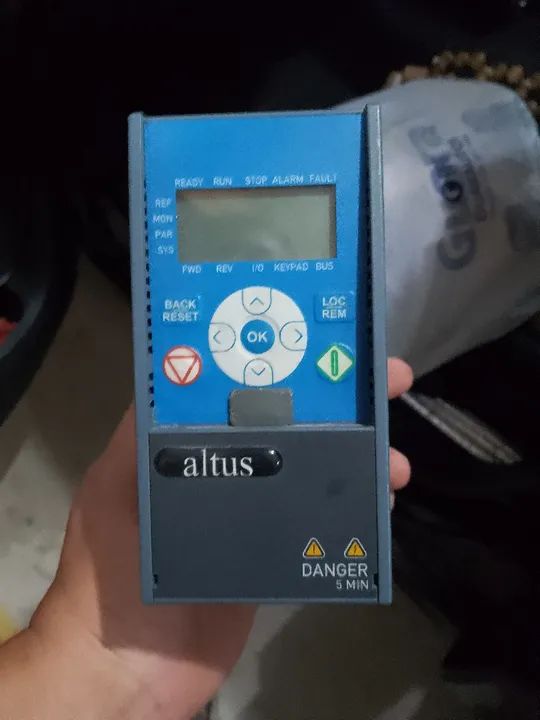 READY RUN STOP ALARM FAULT
REF
MON
PAR
SYS
FWD REV I/O KEYPAD BUS
BACK
RESET
LOC
REM
OK
altus
DANGER
5 MIN